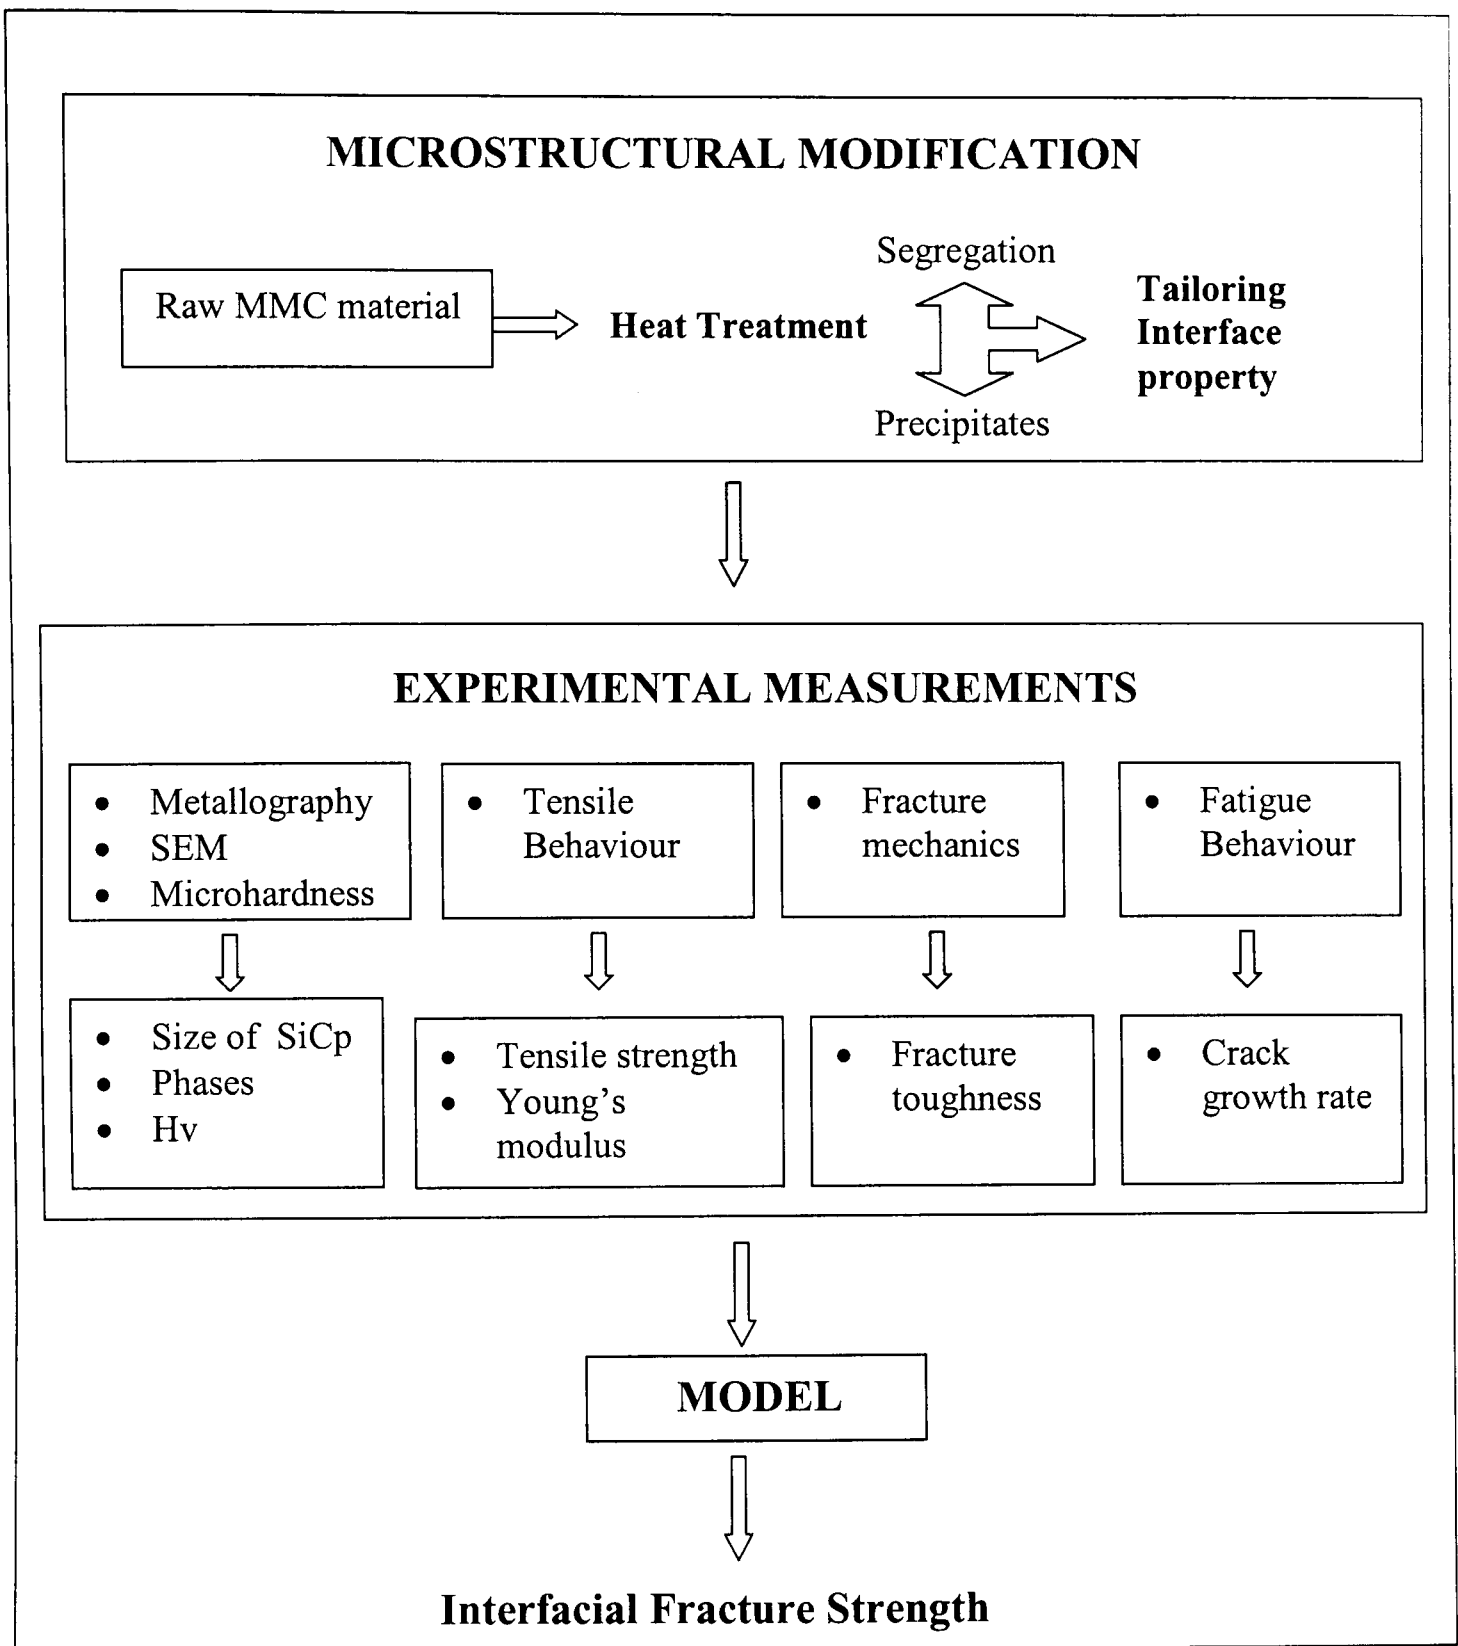 MICROSTRUCTURAL MODIFICATION
Raw MMC material
Heat Treatment
Segregation
Precipitates
Tailoring
Interface
property
EXPERIMENTAL MEASUREMENTS
• Metallography
• SEM
• Microhardness
• Tensile
Behaviour
• Fracture
mechanics
• Fatigue
Behaviour
• Size of SiCp
• Phases
• Hv
• Tensile strength
• Young's
modulus
• Fracture
toughness
• Crack
growth rate
MODEL
Interfacial Fracture Strength